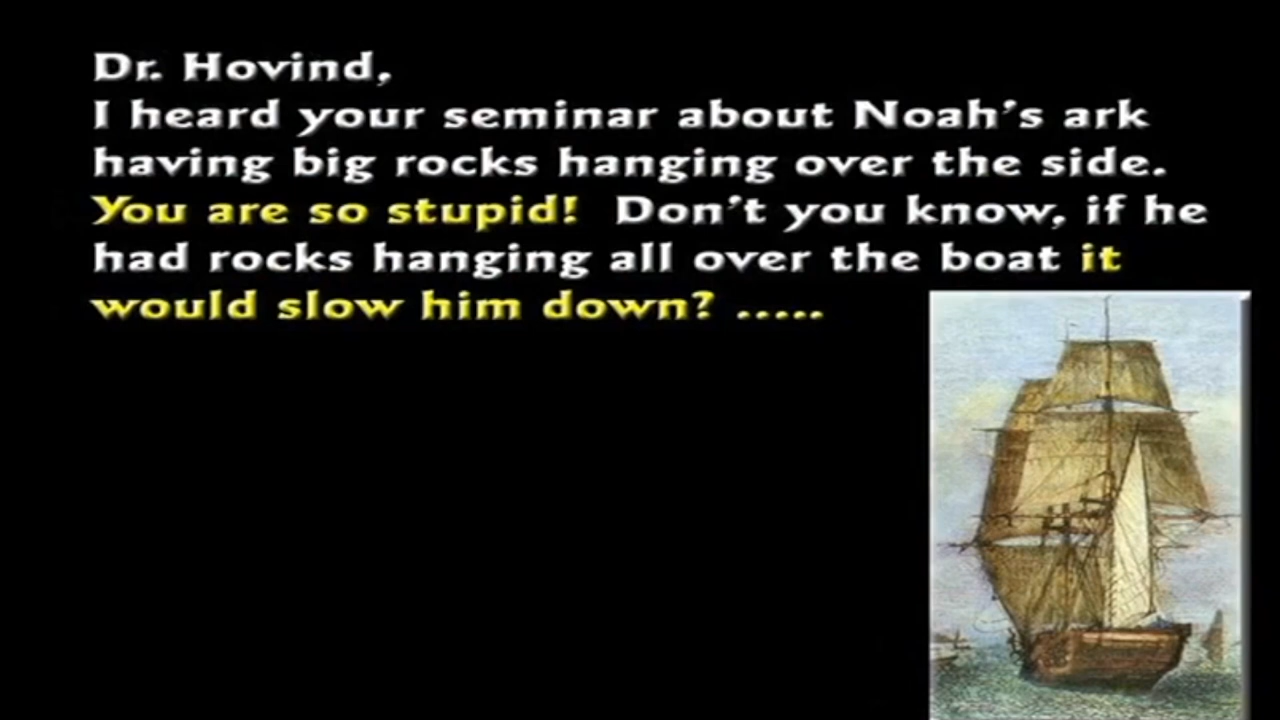 Dr. Hovind,
I heard your seminar about Noah's ark
having big rocks hanging over the side.
You are so stupid! Don't you know, if he
had rocks hanging all over the boat it
would slow him down? .....